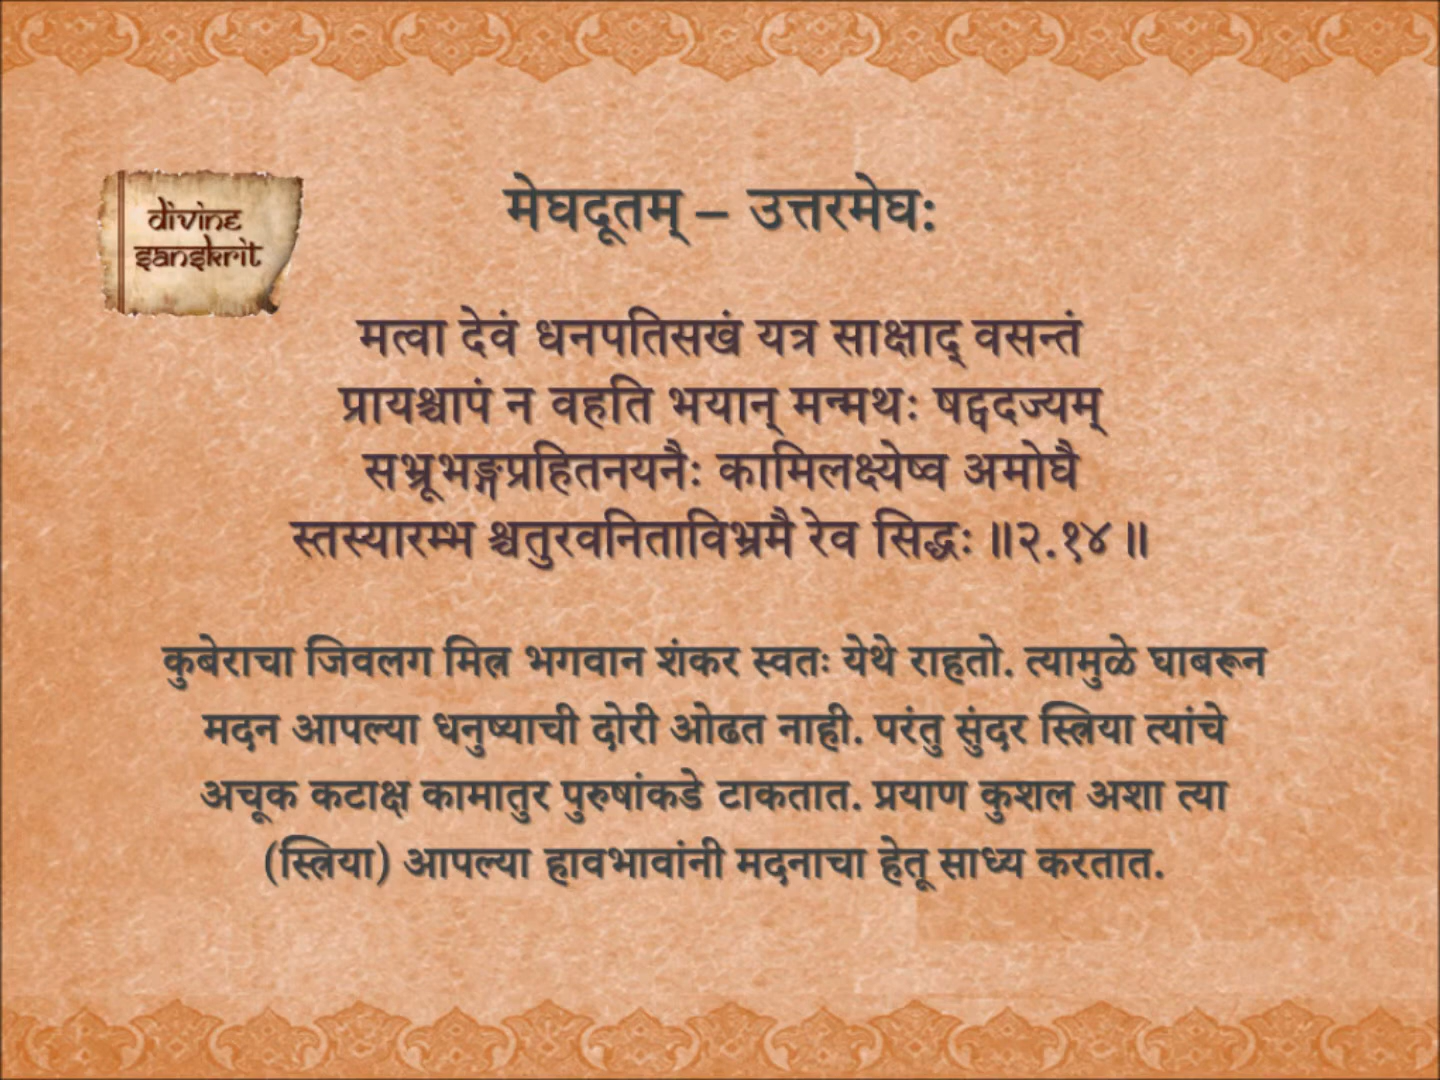 divine
sanskrit
मेघदूतम् – उत्तरमेघः
मत्वा देवं धनपतिसखं यत्र साक्षाद् वसन्तं
प्रायश्चापं न वहति भयान् मन्मथः षट्पदज्यम्
सभ्रूभङ्गप्रहितनयनैः कामिलक्ष्येष्व अमोघै
स्तस्यारम्भ श्चतुरवनिताविभ्रमै रेव सिद्धः ॥२.१४॥
कुबेराचा जिवलग मित्र भगवान शंकर स्वतः येथे राहतो. त्यामुळे घाबरून
मदन आपल्या धनुष्याची दोरी ओढत नाही. परंतु सुंदर स्त्रिया त्यांचे
अचूक कटाक्ष कामातुर पुरुषांकडे टाकतात. प्रयाण कुशल अशा त्या
(स्त्रिया) आपल्या हावभावांनी मदनाचा हेतू साध्य करतात.